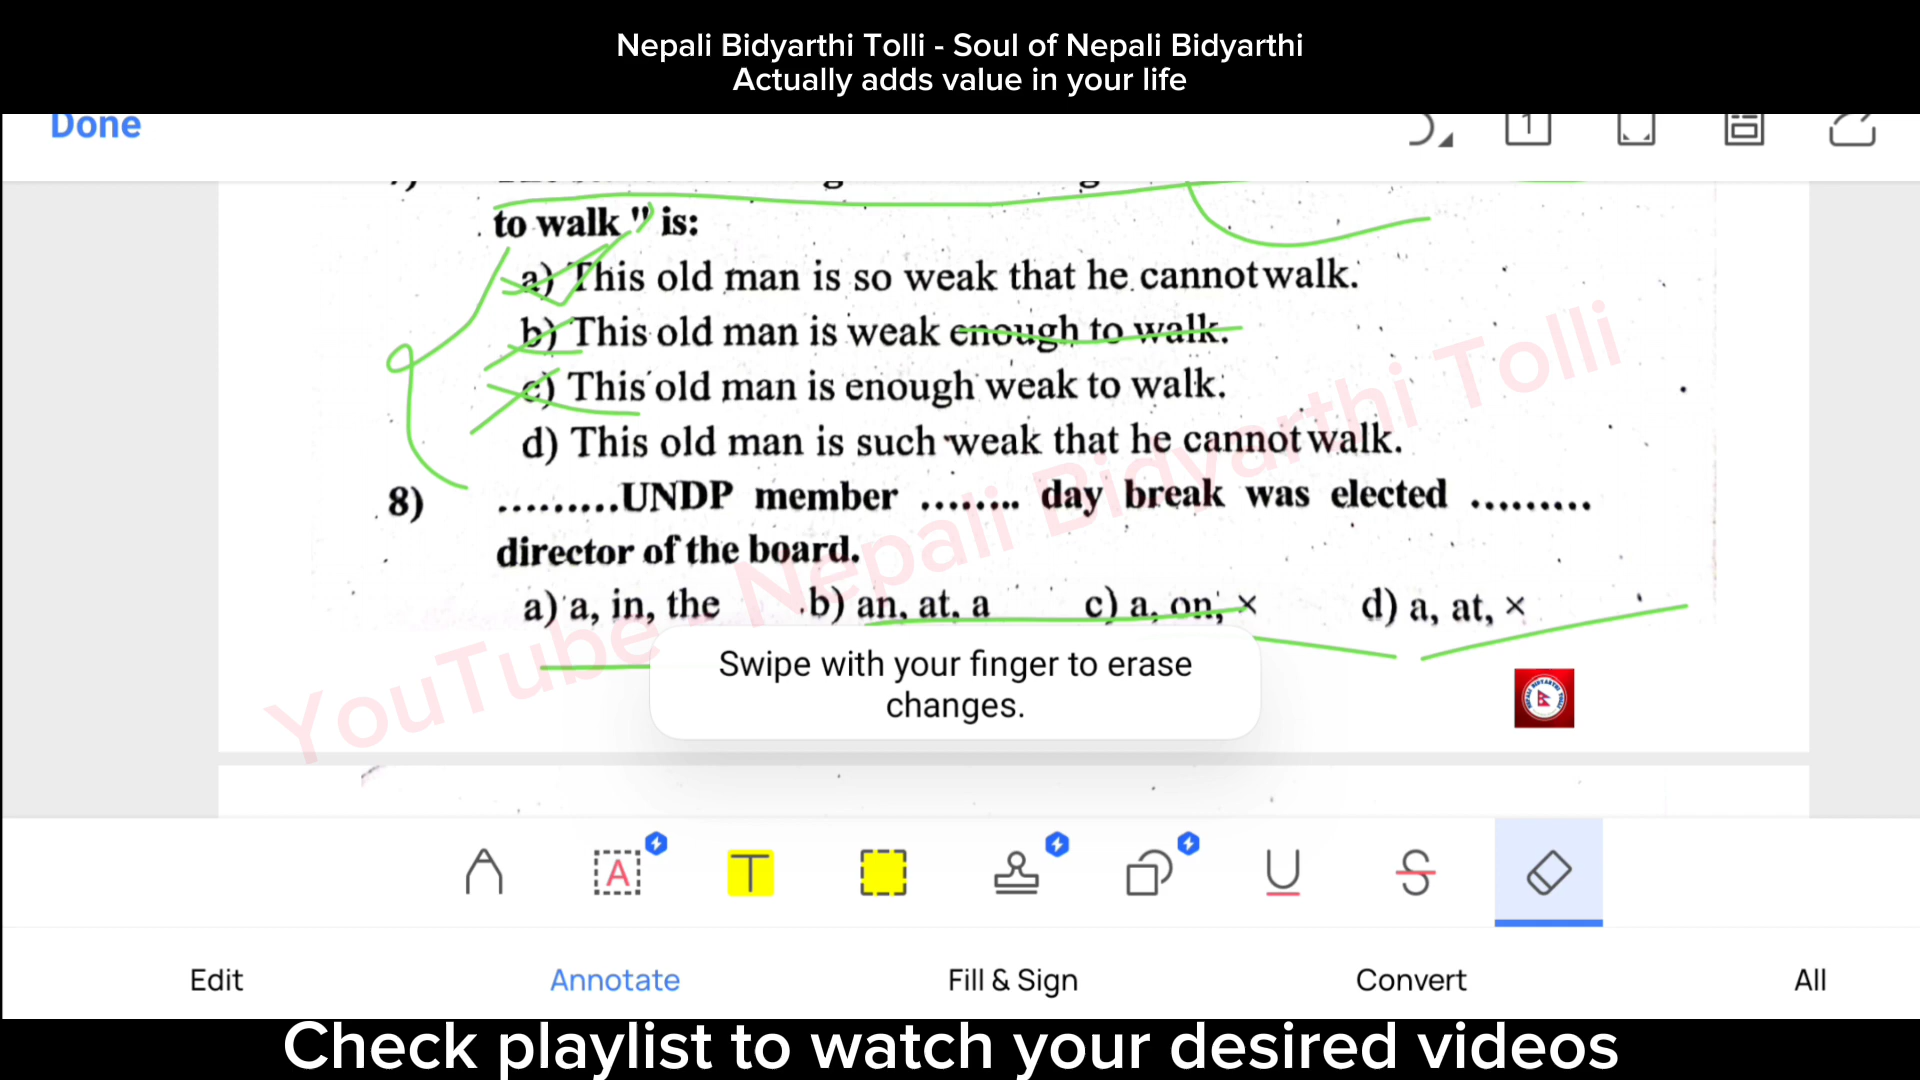 Nepali Bidyarthi Tolli - Soul of Nepali Bidyarthi
Actually adds value in your life
Done
to walk " is:
a) This old man is so weak that he cannot walk.
b) This old man is weak enough to walk.
c) This old man is enough weak to walk.
d) This old man is such weak that he cannot walk.
8) .........UNDP member ........ day break was elected .........
director of the board.
a) a, in, the b) an, at, a c) a, on, × d) a, at, ×
YouTube - Nepali Bidyarthi Tolli
Swipe with your finger to erase
changes.
Edit Annotate Fill & Sign Convert All
Check playlist to watch your desired videos